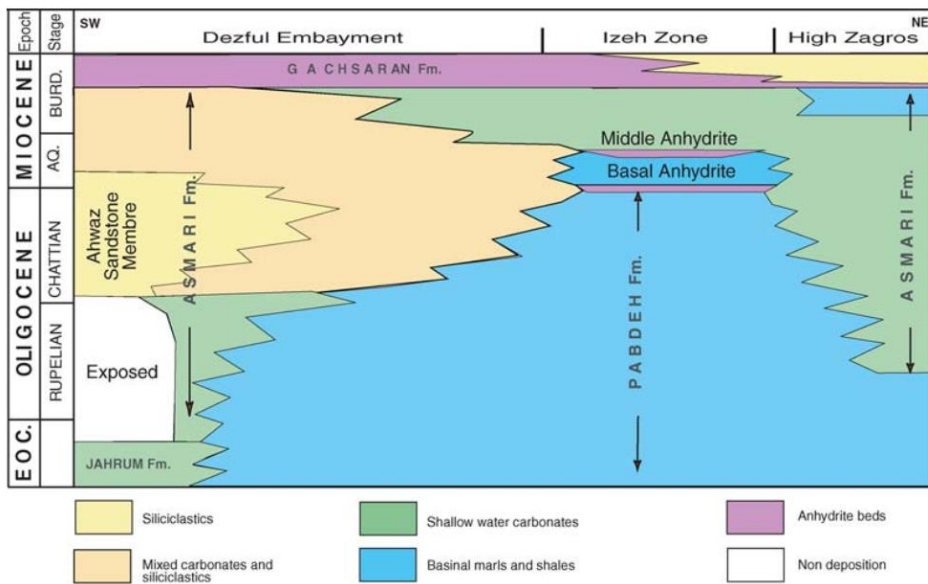 SW
NE
Epoch
Stage
Dezful Embayment
Izeh Zone
High Zagros
MIOCENE
BURD.
AQ.
OLIGOCENE
CHATTIAN
RUPELIAN
EOC.
GACHSARAN Fm.
Middle Anhydrite
Basal Anhydrite
Ahwaz
Sandstone
Membre
ASMARI Fm.
PABDEH Fm.
ASMARI Fm.
Exposed
JAHRUM Fm.
Siliciclastics
Shallow water carbonates
Anhydrite beds
Mixed carbonates and
siliciclastics
Basinal marls and shales
Non deposition